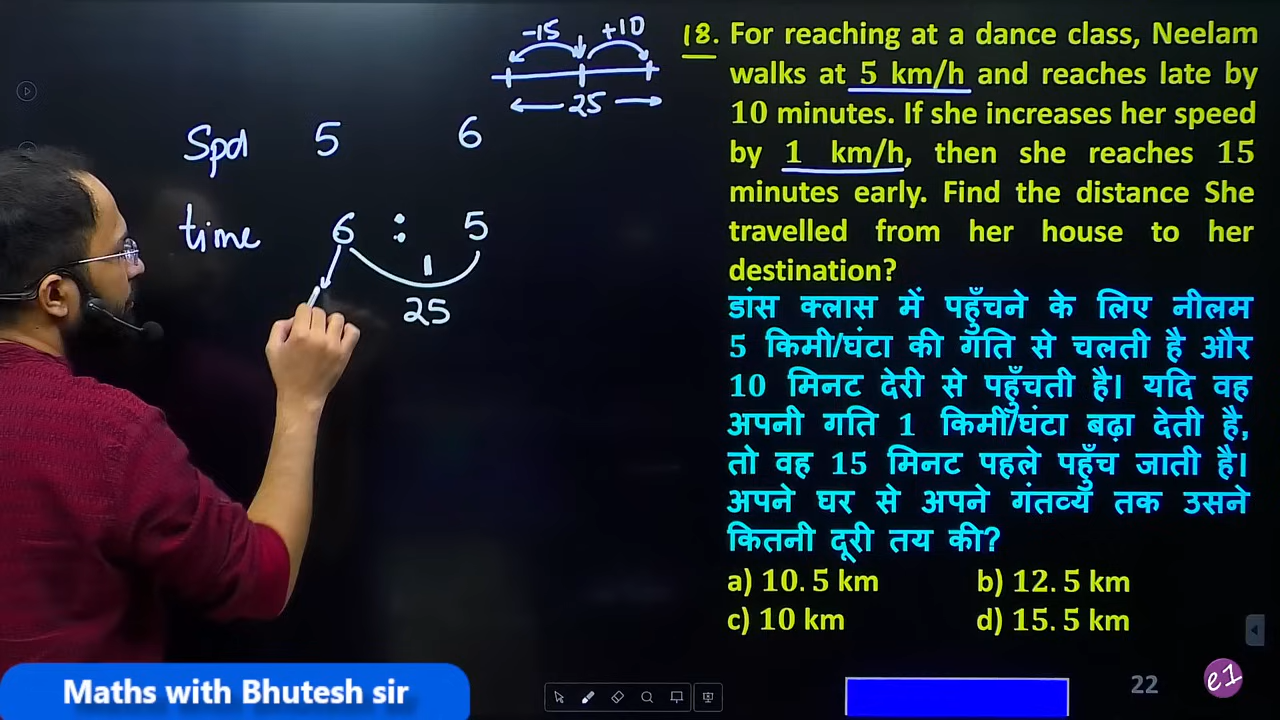 -15 +10
25
Spd 5 6
time 6 : 5
1
25
18. For reaching at a dance class, Neelam
walks at 5 km/h and reaches late by
10 minutes. If she increases her speed
by 1 km/h, then she reaches 15
minutes early. Find the distance She
travelled from her house to her
destination?
डांस क्लास में पहुँचने के लिए नीलम
5 किमी/घंटा की गति से चलती है और
10 मिनट देरी से पहुँचती है। यदि वह
अपनी गति 1 किमी/घंटा बढ़ा देती है,
तो वह 15 मिनट पहले पहुँच जाती है।
अपने घर से अपने गंतव्य तक उसने
कितनी दूरी तय की?
a) 10. 5 km b) 12. 5 km
c) 10 km d) 15. 5 km
Maths with Bhutesh sir
22 e1